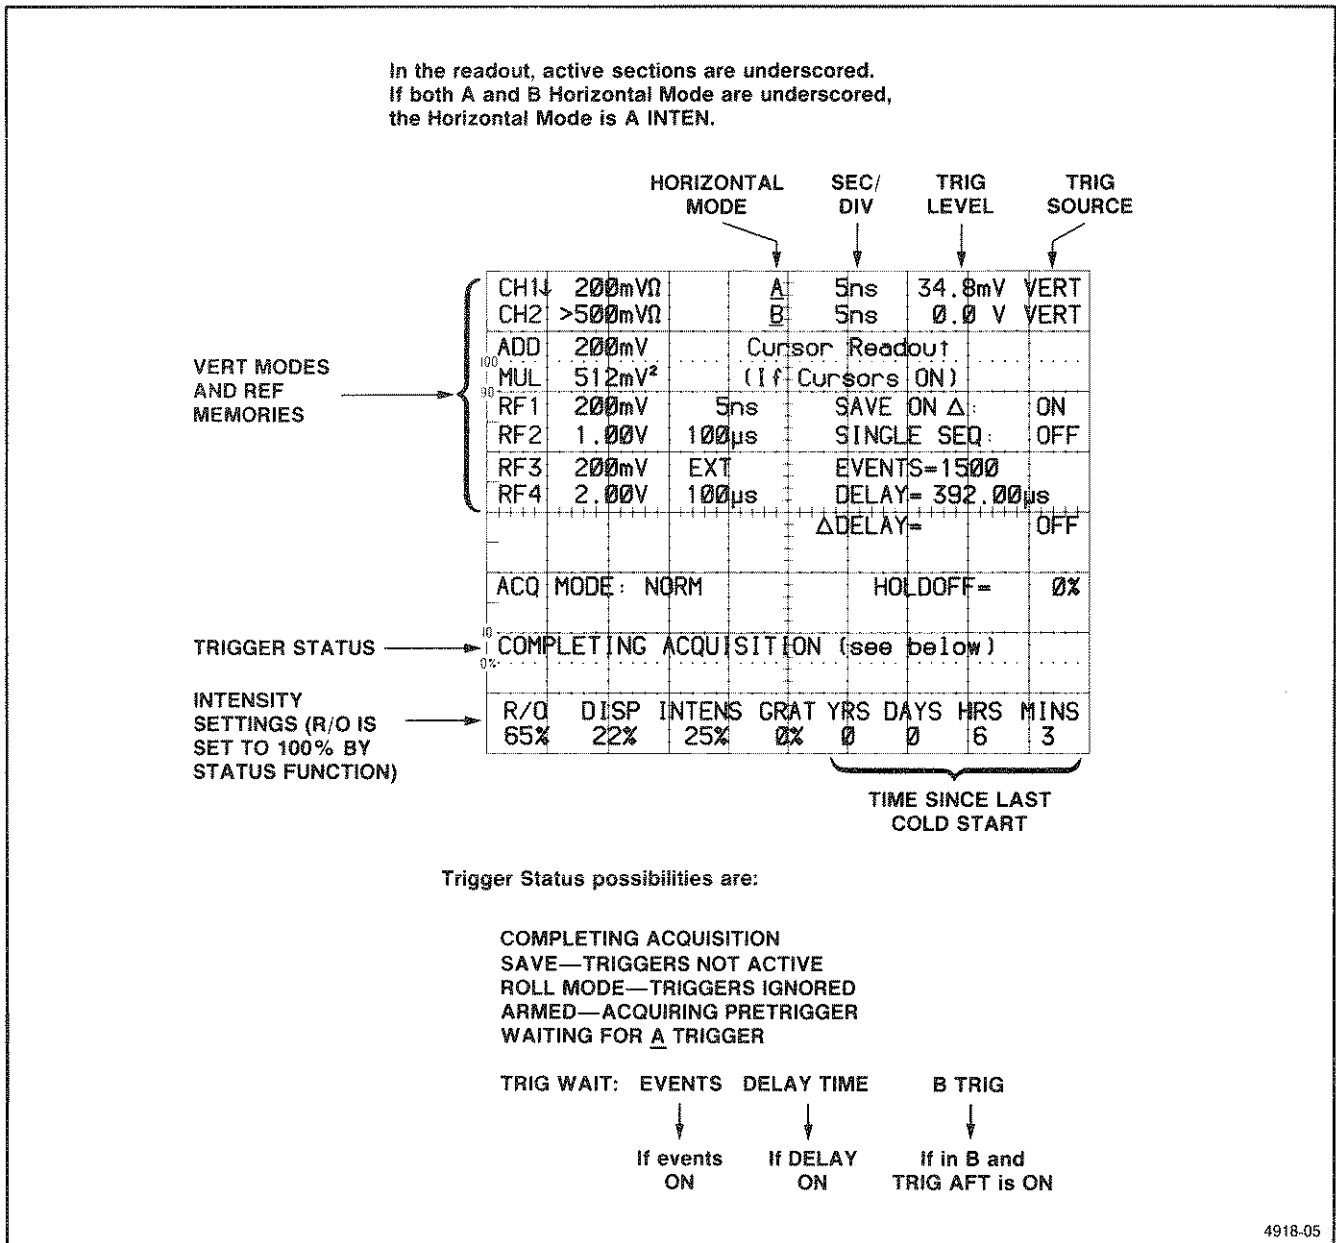 In the readout, active sections are underscored.
If both A and B Horizontal Mode are underscored,
the Horizontal Mode is A INTEN.
HORIZONTAL MODE
SEC/ DIV
TRIG LEVEL
TRIG SOURCE
VERT MODES
AND REF
MEMORIES
CH1↓ 200mVΩ A 5ns 34.8mV VERT
CH2 >500mVΩ B 5ns 0.0 V VERT
ADD 200mV Cursor Readout
100
MUL 512mV² (If Cursors ON)
90
RF1 200mV 5ns SAVE ON Δ: ON
RF2 1.00V 100µs SINGLE SEQ: OFF
RF3 200mV EXT EVENTS=1500
RF4 2.00V 100µs DELAY= 392.00µs
ΔDELAY= OFF
ACQ MODE: NORM HOLDOFF= 0%
10
TRIGGER STATUS
COMPLETING ACQUISITION (see below)
0%
INTENSITY
SETTINGS (R/O IS
SET TO 100% BY
STATUS FUNCTION)
R/O DISP INTENS GRAT YRS DAYS HRS MINS
65% 22% 25% 0% 0 0 6 3
TIME SINCE LAST
COLD START
Trigger Status possibilities are:
COMPLETING ACQUISITION
SAVE—TRIGGERS NOT ACTIVE
ROLL MODE—TRIGGERS IGNORED
ARMED—ACQUIRING PRETRIGGER
WAITING FOR A TRIGGER
TRIG WAIT: EVENTS DELAY TIME B TRIG
If events ON
If DELAY ON
If in B and TRIG AFT is ON
4918-05